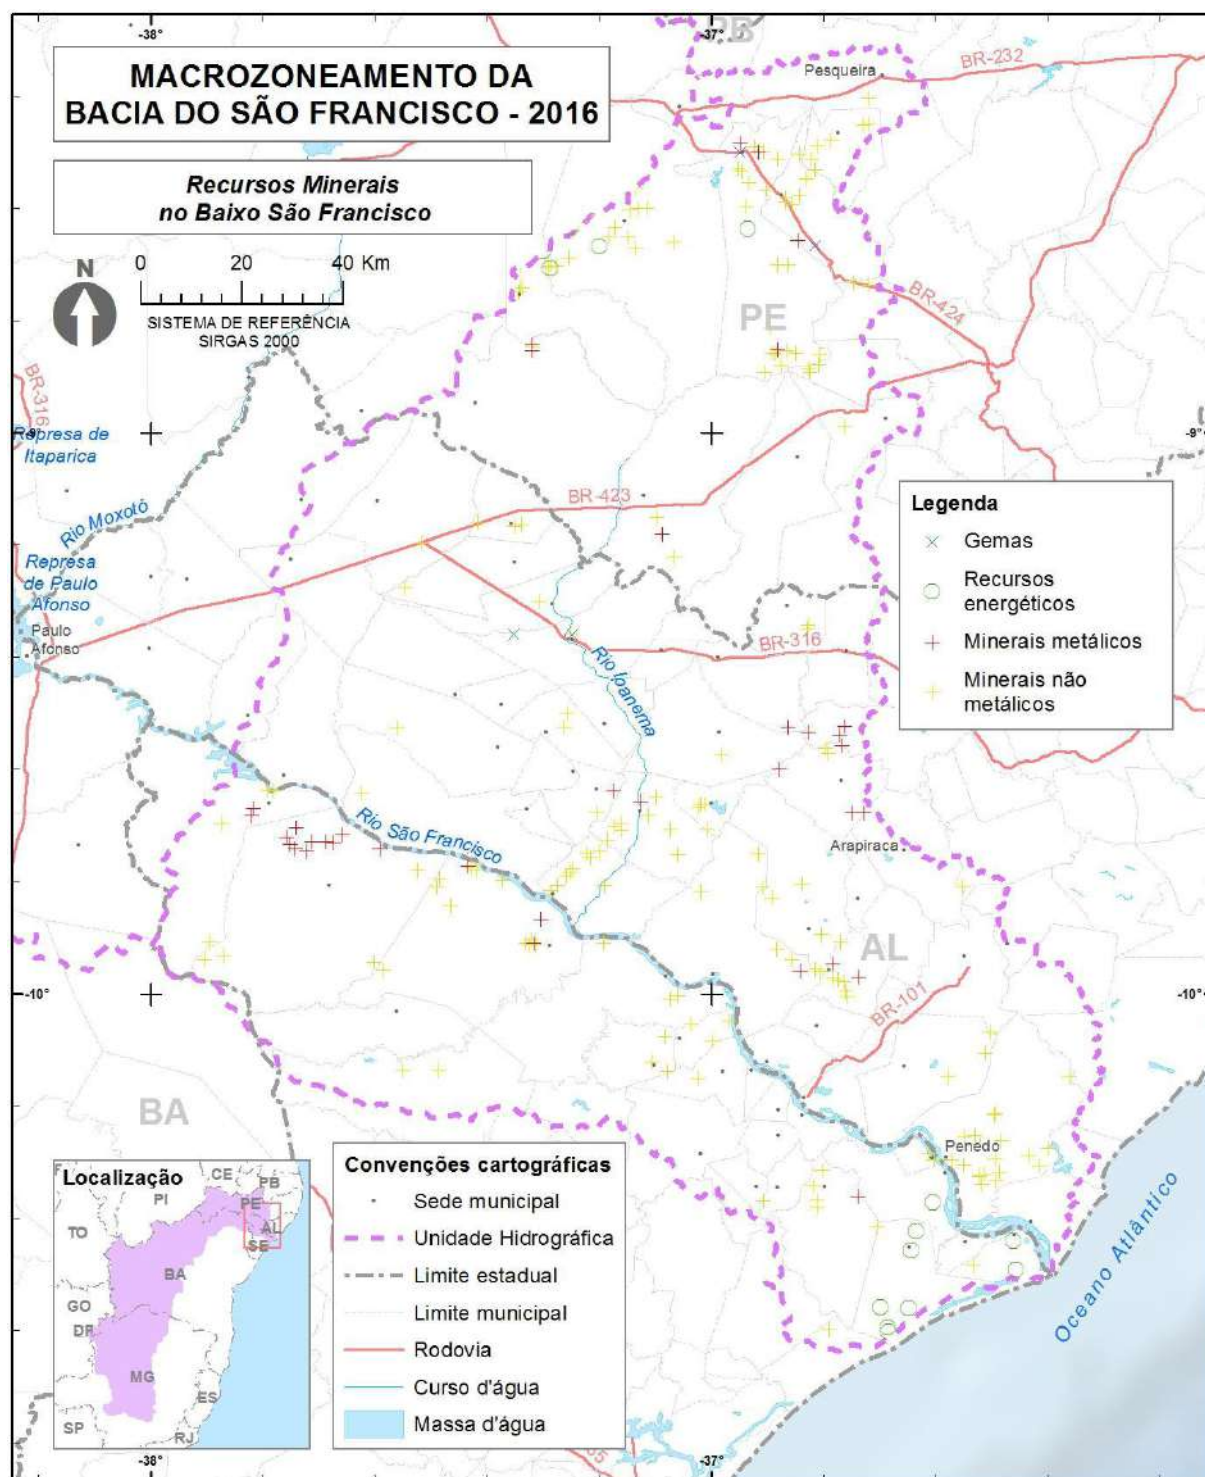 -38°
-37°
PB
MACROZONEAMENTO DA
BACIA DO SÃO FRANCISCO - 2016
Pesqueira
BR-232
Recursos Minerais
no Baixo São Francisco
N
0 20 40 Km
SISTEMA DE REFERÊNCIA
SIRGAS 2000
PE
BR-424
BR-316
Represa de
Itaparica
-9°
-9°
Rio Moxotó
BR-423
Legenda
Gemas
Recursos
energéticos
Minerais metálicos
Minerais não
metálicos
Represa
de Paulo
Afonso
Paulo
Afonso
BR-316
Rio Ioanema
Rio São Francisco
Arapiraca
AL
-10°
-10°
BR-101
BA
Penedo
Oceano Atlântico
Localização
CE
PB
PI
PE
TO
AL
SE
BA
GO
DF
MG
ES
SP
RJ
Convenções cartográficas
Sede municipal
Unidade Hidrográfica
Limite estadual
Limite municipal
Rodovia
Curso d'água
Massa d'água
-38°
-37°